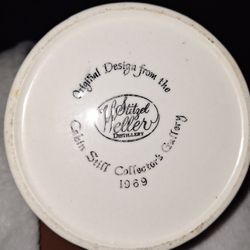 Original Design from the
Stitzel
Weller
DISTILLERY
Cabin Still Collector's Gallery
1969